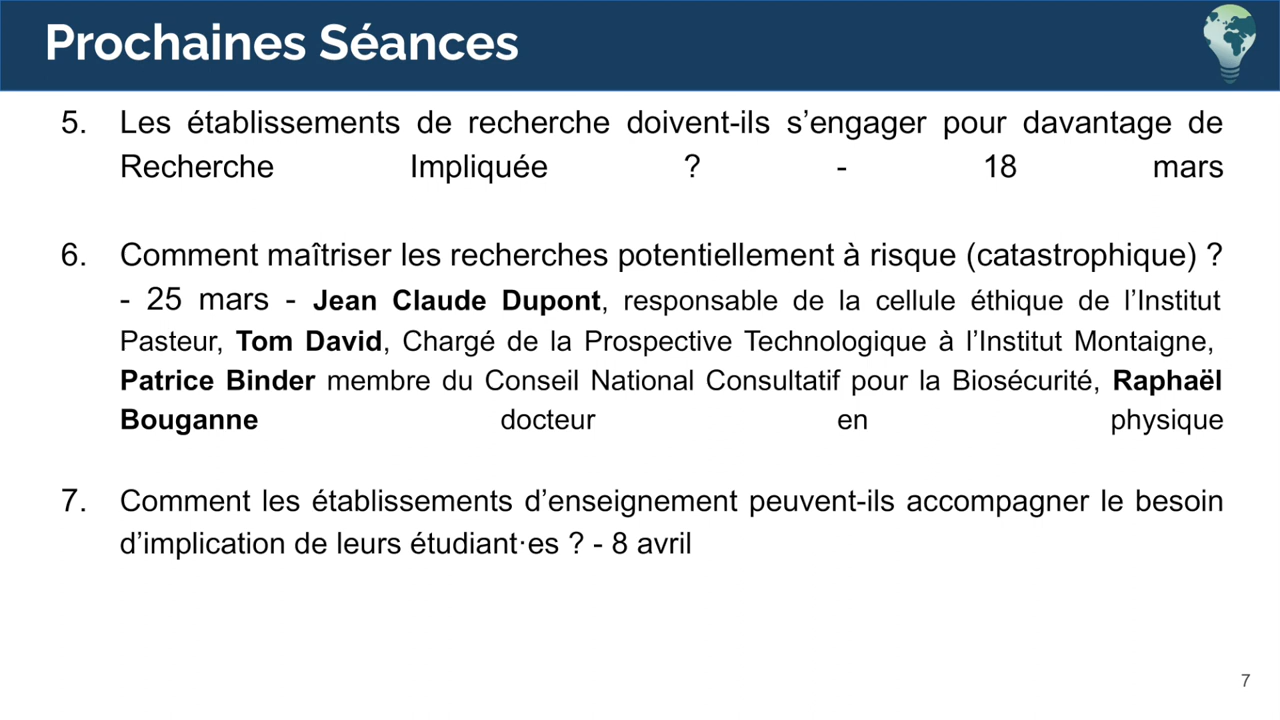 Prochaines Séances
5. Les établissements de recherche doivent-ils s’engager pour davantage de
Recherche Impliquée ? - 18 mars
6. Comment maîtriser les recherches potentiellement à risque (catastrophique) ?
- 25 mars - Jean Claude Dupont, responsable de la cellule éthique de l’Institut
Pasteur, Tom David, Chargé de la Prospective Technologique à l’Institut Montaigne,
Patrice Binder membre du Conseil National Consultatif pour la Biosécurité, Raphaël
Bouganne docteur en physique
7. Comment les établissements d’enseignement peuvent-ils accompagner le besoin
d’implication de leurs étudiant·es ? - 8 avril
7